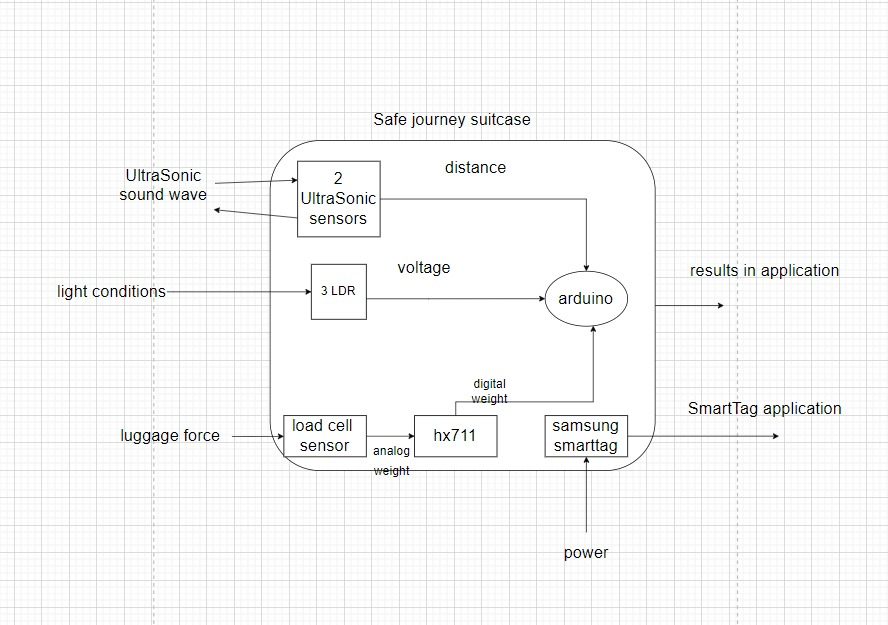 Safe journey suitcase
UltraSonic
sound wave
2
UltraSonic
sensors
distance
light conditions
3 LDR
voltage
arduino
results in application
luggage force
load cell
sensor
analog
weight
hx711
digital
weight
samsung
smarttag
SmartTag application
power